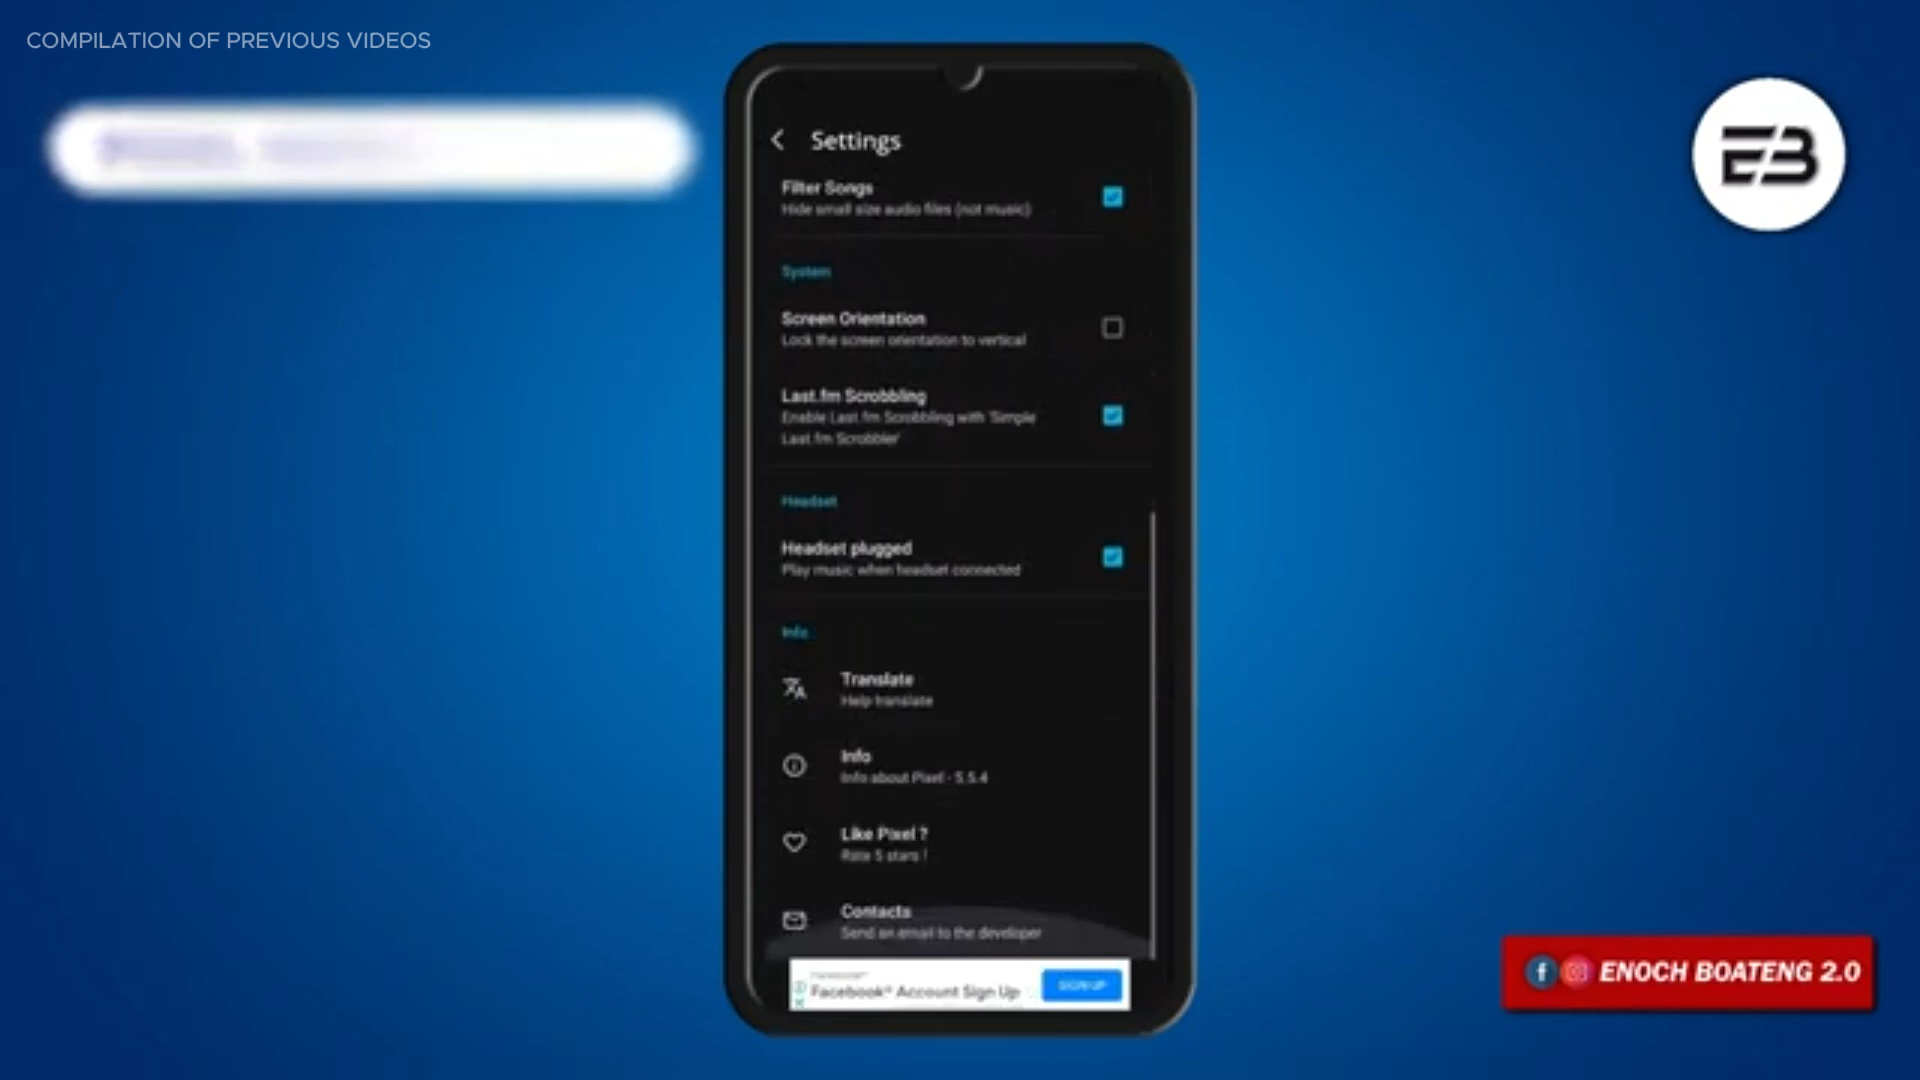 COMPILATION OF PREVIOUS VIDEOS
EB
Settings
Filter Songs
Hide small size audio files (not music)
System
Screen Orientation
Lock the screen orientation to vertical
Last.fm Scrobbling
Enable Last.fm Scrobbling with 'Simple
Last.fm Scrobbler'
Headset
Headset plugged
Play music when headset connected
Info
Translate
Help translate
Info
Info about Pixel - 5.5.4
Like Pixel ?
Rate 5 stars !
Contacts
Send an email to the developer
Facebook® Account Sign Up
SIGN UP
ENOCH BOATENG 2.0